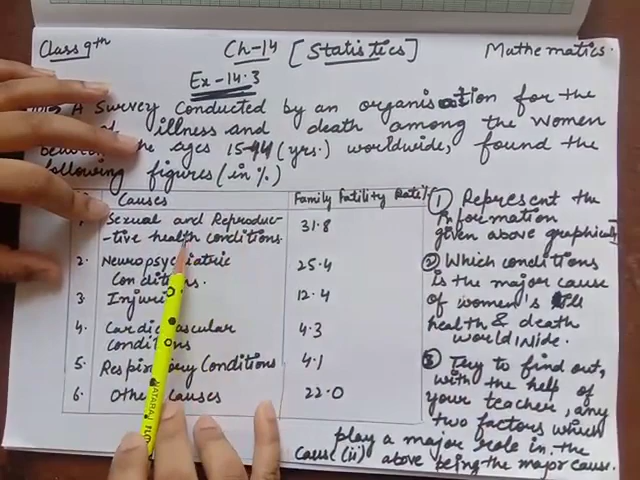 Class 9th
Ch-14 [Statistics]
Mathematics.
Ex-14.3
A Survey Conducted by an organisation for the
illness and death among the women
the ages 15-44 (yrs.) worldwide, found the
following figures (in %)
Causes
Family Fatility Rate %
Sexual and Reproduc-
-tive health conditions.
31.8
2. Neuropsychiatric
Conditions.
25.4
3. Injuri
12.4
4. Cardiovascular
conditions
4.3
5. Respiratory Conditions
4.1
6. Other Causes
22.0
① Represent the
information
given above graphically
② Which conditions
is the major cause
of women's ill
health & death
worldwide.
③ Try to find out,
with the help of
your teacher, any
two factors which
play a major role in the
cause (ii) above being the major cause.
MATARAJ